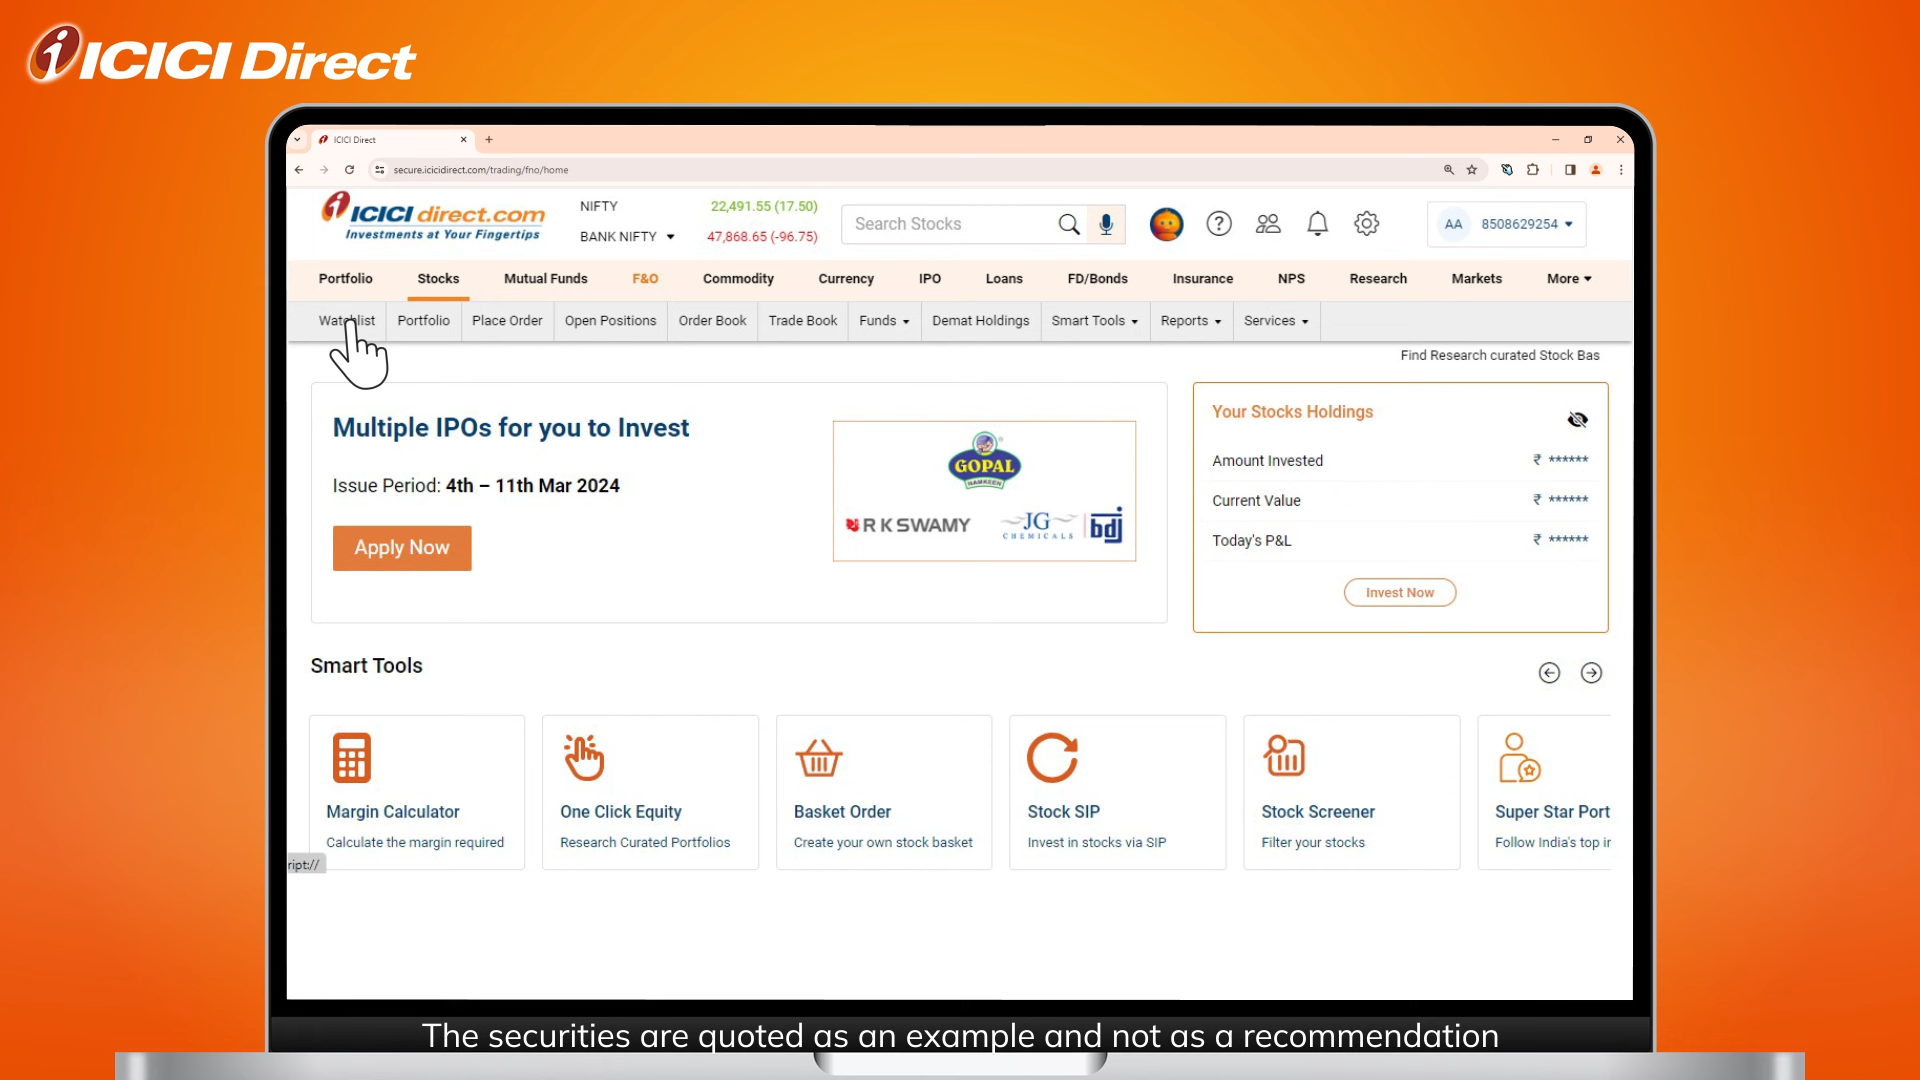 ICICI Direct
ICICI Direct
secure.icicidirect.com/trading/fno/home
ICICI direct.com
Investments at Your Fingertips
NIFTY 22,491.55 (17.50)
BANK NIFTY 47,868.65 (-96.75)
Search Stocks
AA 8508629254
Portfolio Stocks Mutual Funds F&O Commodity Currency IPO Loans FD/Bonds Insurance NPS Research Markets More
Watchlist Portfolio Place Order Open Positions Order Book Trade Book Funds Demat Holdings Smart Tools Reports Services
Find Research curated Stock Bas
Multiple IPOs for you to Invest
Issue Period: 4th – 11th Mar 2024
Apply Now
GOPAL
NAMKEEN
R K SWAMY
JG
CHEMICALS
bdj
Your Stocks Holdings
Amount Invested ₹ ******
Current Value ₹ ******
Today's P&L ₹ ******
Invest Now
Smart Tools
Margin Calculator
Calculate the margin required
One Click Equity
Research Curated Portfolios
Basket Order
Create your own stock basket
Stock SIP
Invest in stocks via SIP
Stock Screener
Filter your stocks
Super Star Port
Follow India's top ir
ript://
The securities are quoted as an example and not as a recommendation